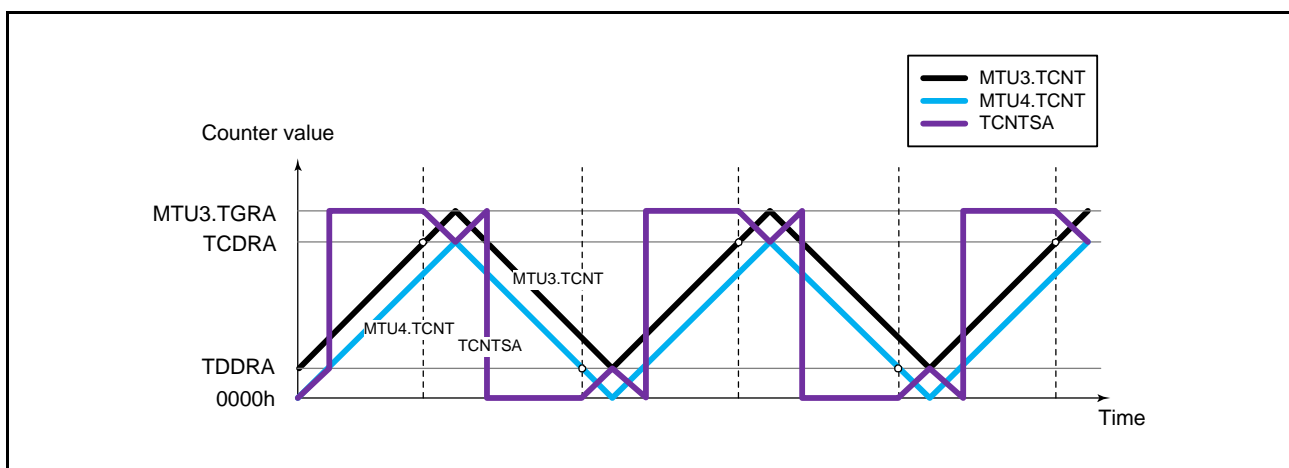 MTU3.TCNT
MTU4.TCNT
TCNTSA
Counter value
MTU3.TGRA
TCDRA
MTU3.TCNT
MTU4.TCNT
TCNTSA
TDDRA
0000h
Time